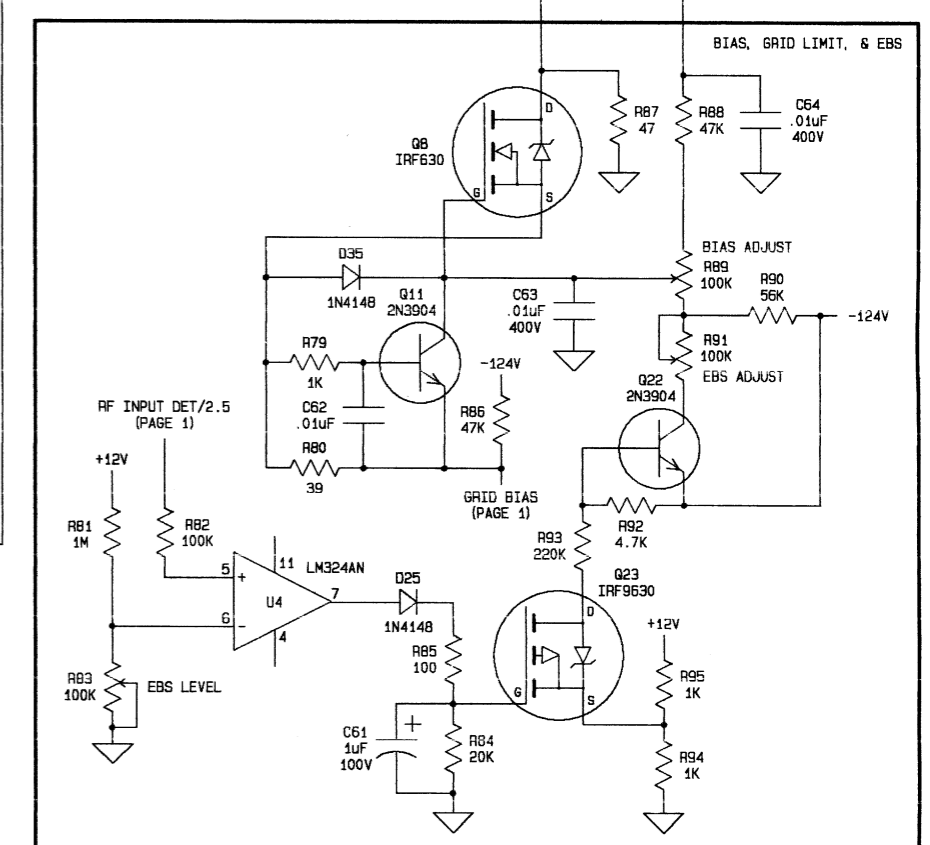 BIAS, GRID LIMIT, & EBS
D
Q8
IRF630
G
S
R87
47
R88
47K
C64
.01uF
400V
D35
1N4148
Q11
2N3904
C63
.01uF
400V
BIAS ADJUST
R89
100K
R90
56K
-124V
R79
1K
C62
.01uF
R80
39
-124V
R86
47K
R91
100K
EBS ADJUST
Q22
2N3904
GRID BIAS
(PAGE 1)
RF INPUT DET/2.5
(PAGE 1)
+12V
R81
1M
R82
100K
5
+
11
LM324AN
U4
7
6
-
4
D25
1N4148
R93
220K
R92
4.7K
Q23
IRF9630
D
G
S
+12V
R95
1K
R94
1K
R83
100K
EBS LEVEL
R85
100
C61
1uF
100V
+
R84
20K